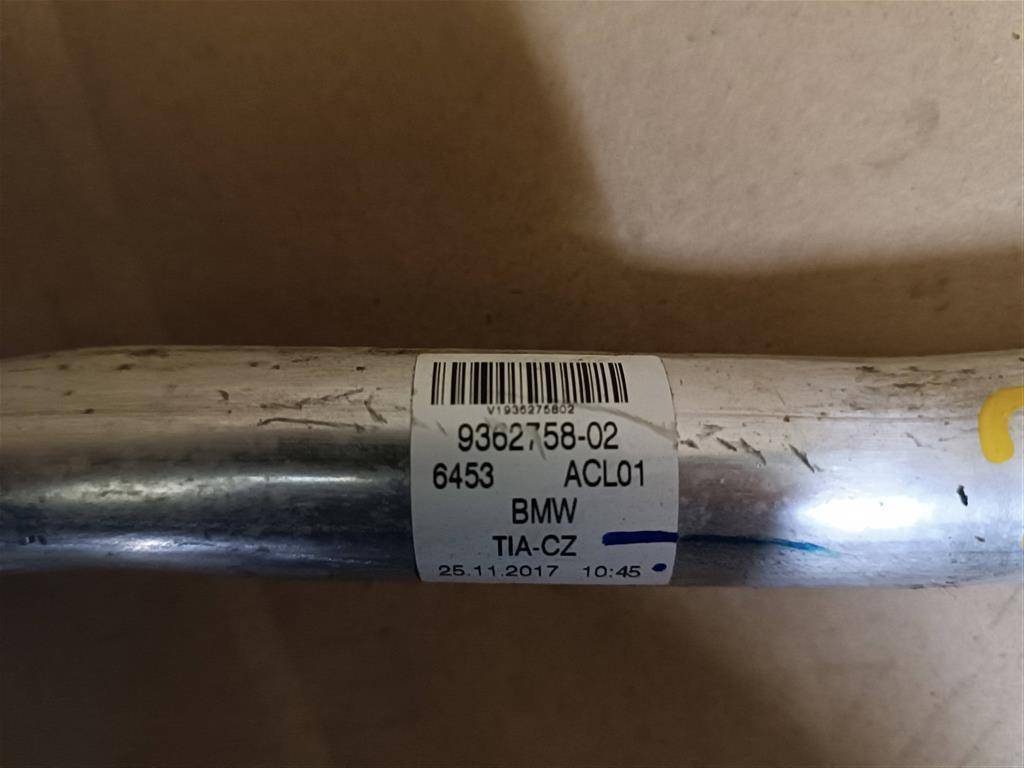 V1936275802
9362758-02
6453 ACL01
BMW
TIA-CZ
25.11.2017 10:45